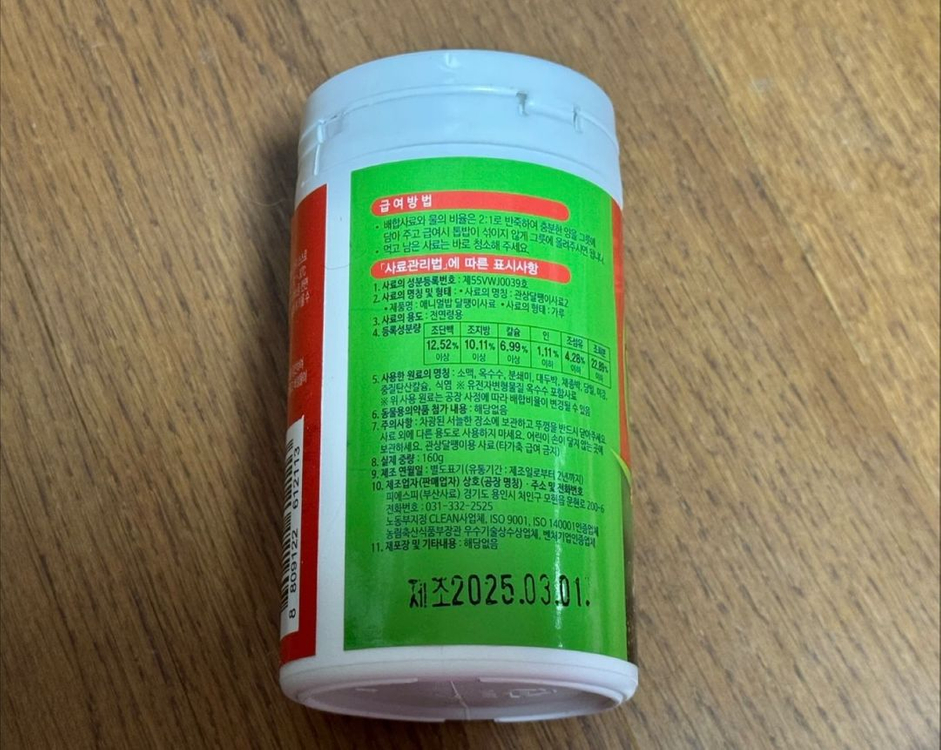 급여방법
· 배합사료와 물의 비율은 2:1로 반죽하여 충분한 양을 그릇에
담아 주고 급여시 톱밥이 섞이지 않게 그릇에 올려주시면 됩니다.
· 먹고 남은 사료는 바로 청소해 주세요.
「사료관리법」에 따른 표시사항
1. 사료의 성분등록번호 : 제5SVWJ0039호
2. 사료의 명칭 및 형태 : • 사료의 명칭 : 관상달팽이사료2
• 제품명 : 애니멀밥 달팽이사료 • 사료의 형태 : 가루
3. 사료의 용도 : 전연령용
4. 등록성분량 조단백 조지방 칼슘 인 조섬유 조회분
12.52% 10.11% 6.99% 1.11% 4.28% 22.89%
이상 이상 이상 이하 이하 이하
5. 사용한 원료의 명칭 : 소맥, 옥수수, 분쇄미, 대두박, 채종박, 당밀,
중질탄산칼슘, 식염 ※ 유전자변형물질 옥수수 포함사료
※ 위 사용 원료는 공장 사정에 따라 배합비율이 변경될 수 있음
6. 동물용의약품 첨가 내용 : 해당없음
7. 주의사항 : 차광된 서늘한 장소에 보관하고 뚜껑을 반드시 닫아주세요.
사료 외에 다른 용도로 사용하지 마세요. 어린이 손이 닿지 않는 곳에
보관하세요. 관상달팽이용 사료 (타가축 급여 금지)
8. 실제 중량 : 160g
9. 제조 연월일 : 별도표기 (유통기간 : 제조일로부터 2년까지)
10. 제조업자(판매업자) 상호(공장 명칭) · 주소 및 전화번호
피에스피(부산사료) 경기도 용인시 처인구 모현읍 문현로 200-6
전화번호 : 031-332-2525
노동부지정 CLEAN사업체, ISO 9001, ISO 140001인증업체
농림축산식품부장관 우수기술상수상업체, 벤처기업인증업체
11. 재포장 및 기타내용 : 해당없음
제조2025.03.01.
8 809122 612113